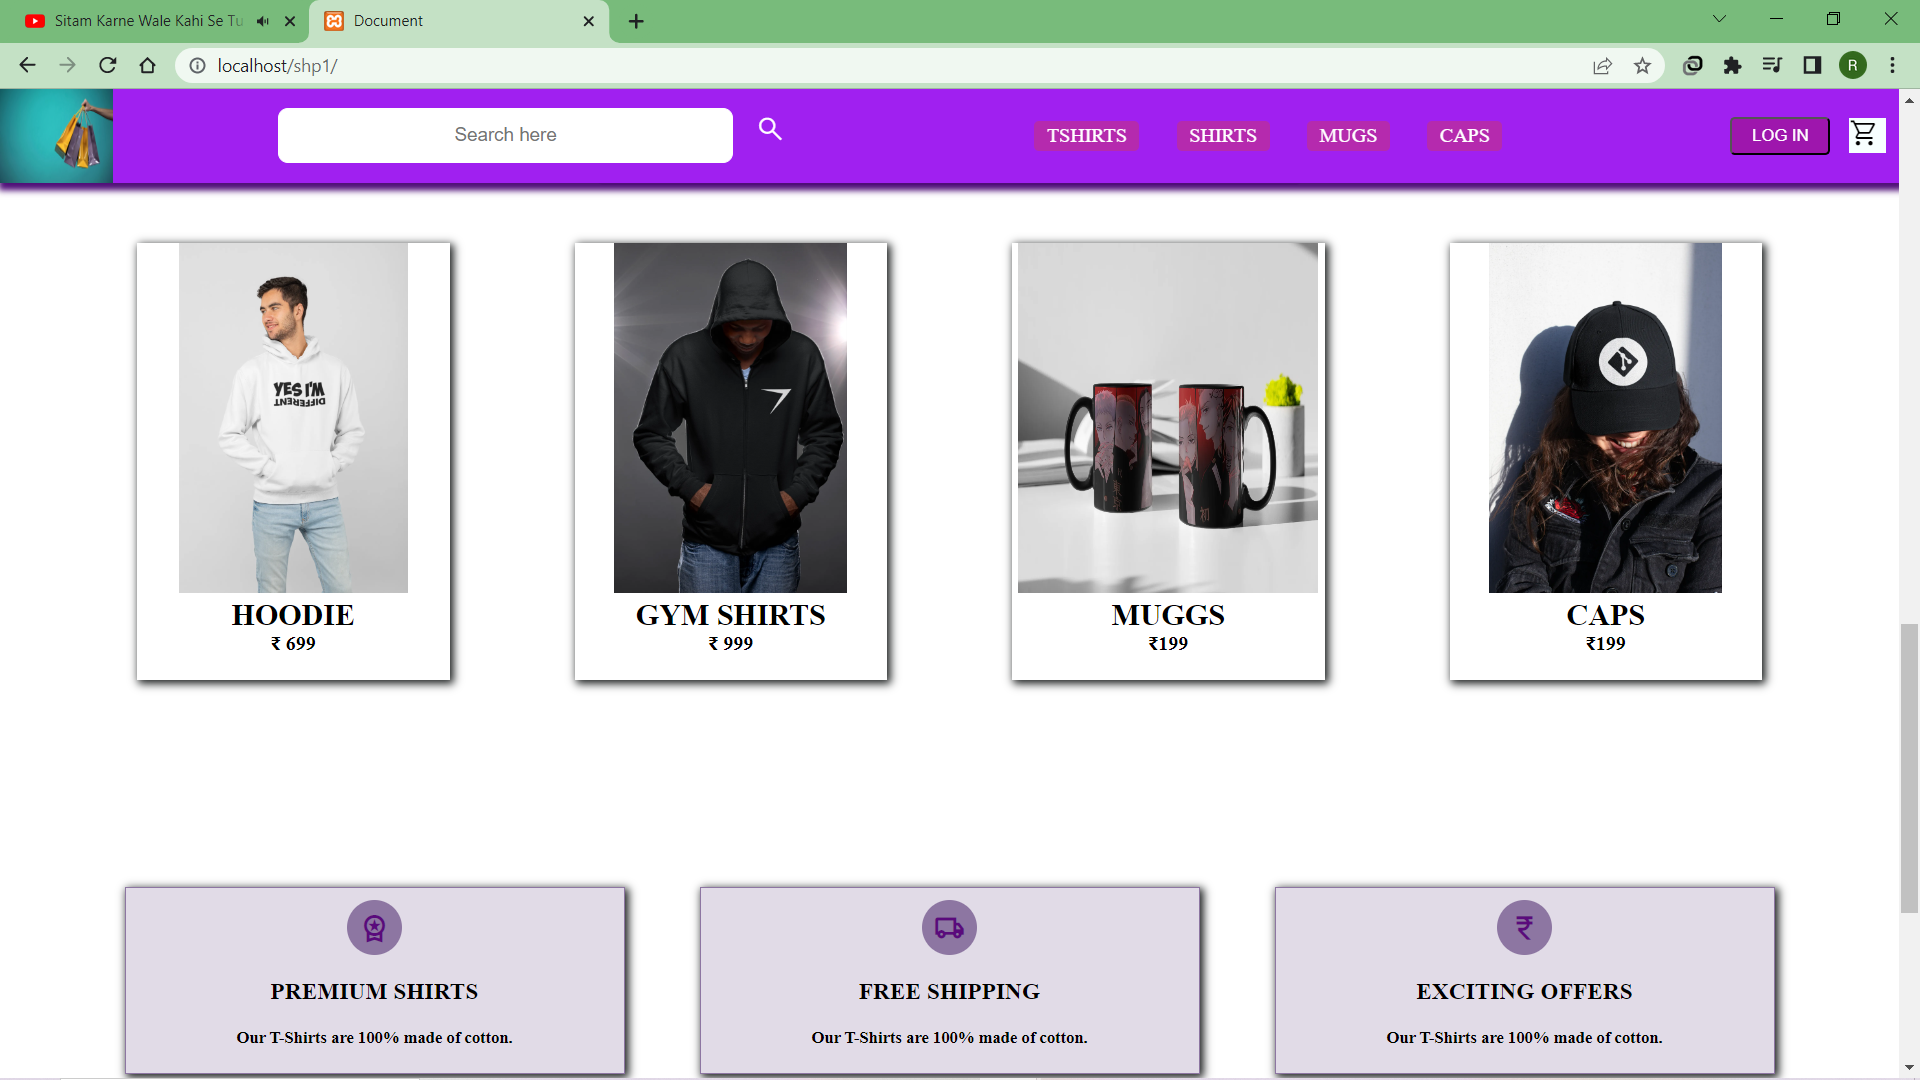 Sitam Karne Wale Kahi Se Tu
Document
localhost/shp1/
R
Search here
TSHIRTS
SHIRTS
MUGS
CAPS
LOG IN
YES I'M
DIFFERENT
HOODIE
₹ 699
GYM SHIRTS
₹ 999
初
MUGGS
₹199
CAPS
₹199
₹
PREMIUM SHIRTS
FREE SHIPPING
EXCITING OFFERS
Our T-Shirts are 100% made of cotton.
Our T-Shirts are 100% made of cotton.
Our T-Shirts are 100% made of cotton.